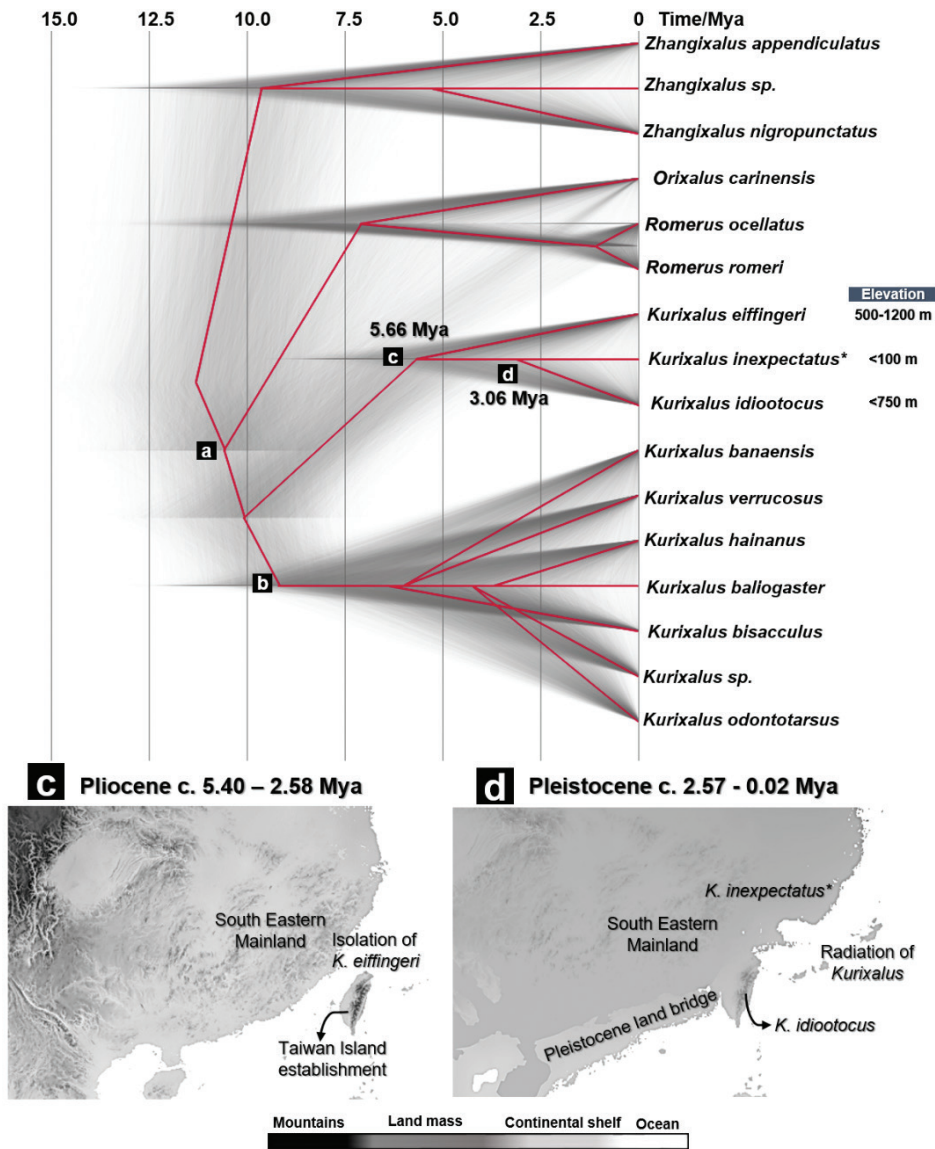 15.0 12.5 10.0 7.5 5.0 2.5 0 Time/Mya
Zhangixalus appendiculatus
Zhangixalus sp.
Zhangixalus nigropunctatus
Orixalus carinensis
Romerus ocellatus
Romerus romeri
Elevation
Kurixalus eiffingeri 500-1200 m
5.66 Mya
c
Kurixalus inexpectatus* <100 m
d
3.06 Mya
Kurixalus idiootocus <750 m
a
Kurixalus banaensis
Kurixalus verrucosus
Kurixalus hainanus
b
Kurixalus baliogaster
Kurixalus bisacculus
Kurixalus sp.
Kurixalus odontotarsus
c Pliocene c. 5.40 – 2.58 Mya
South Eastern
Mainland
Isolation of
K. eiffingeri
Taiwan Island
establishment
d Pleistocene c. 2.57 - 0.02 Mya
K. inexpectatus*
South Eastern
Mainland
Radiation of
Kurixalus
Pleistocene land bridge
K. idiootocus
Mountains Land mass Continental shelf Ocean